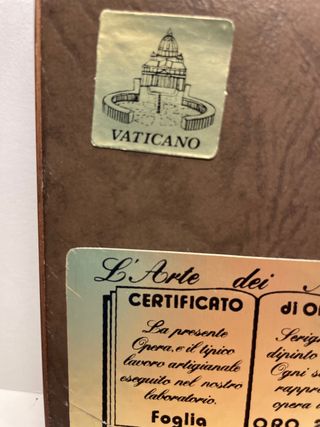 VATICANO
L'Arte dei
CERTIFICATO
La presente
Opera, e il tipico
lavoro artigianale
eseguito nel nostro
laboratorio.
Foglia
di
Serig
dipinto
Ogni s
rappr
opera
ORO